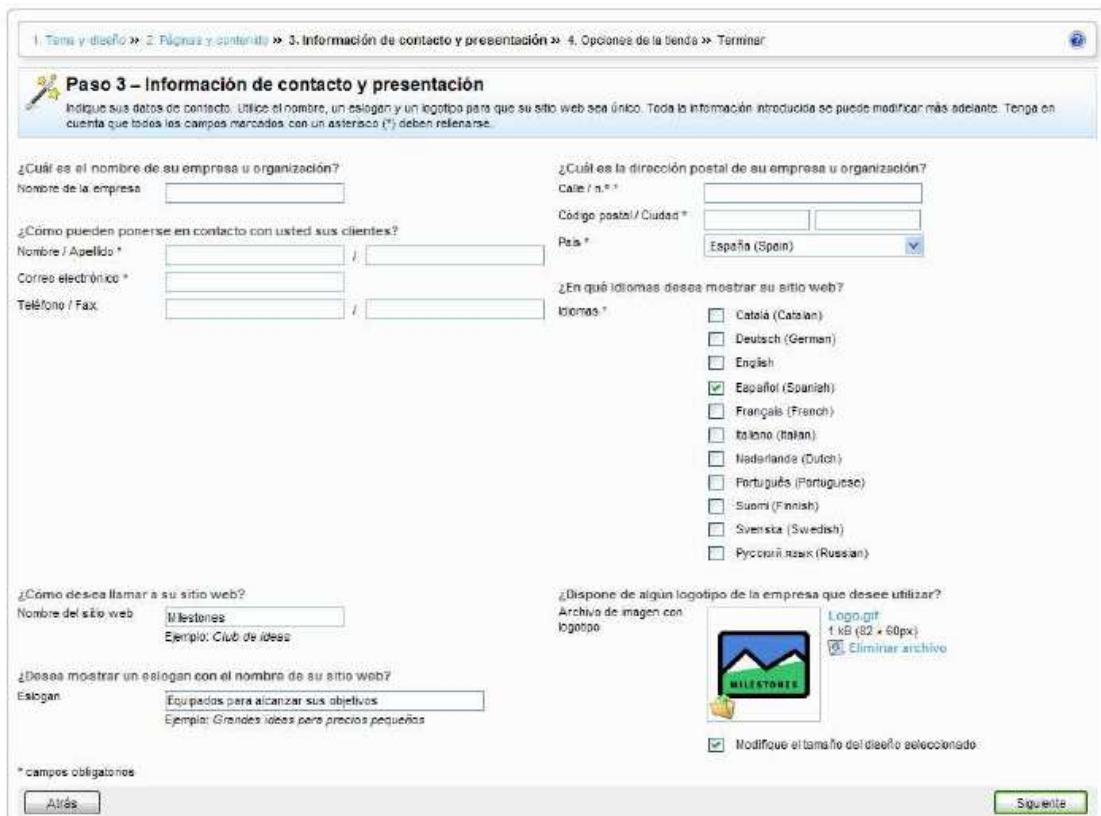 1. Tema y diseño » 2. Páginas y contenido » 3. Información de contacto y presentación » 4. Opciones de la tienda » Terminar
Paso 3 – Información de contacto y presentación
Indique sus datos de contacto. Utilice el nombre, un eslogan y un logotipo para que su sitio web sea único. Toda la información introducida se puede modificar más adelante. Tenga en
cuenta que todos los campos marcados con un asterisco (*) deben rellenarse.
¿Cuál es el nombre de su empresa u organización?
Nombre de la empresa
¿Cómo pueden ponerse en contacto con usted sus clientes?
Nombre / Apellido * /
Correo electrónico *
Teléfono / Fax /
¿Cuál es la dirección postal de su empresa u organización?
Calle / n.º *
Código postal / Ciudad *
País * España (Spain)
¿En qué idiomas desea mostrar su sitio web?
Idiomas *
Català (Catalan)
Deutsch (German)
English
Español (Spanish)
Français (French)
Italiano (Italian)
Nederlands (Dutch)
Português (Portuguese)
Suomi (Finnish)
Svenska (Swedish)
Русский язык (Russian)
¿Cómo desea llamar a su sitio web?
Nombre del sitio web Milestones
Ejemplo: Club de ideas
¿Desea mostrar un eslogan con el nombre de su sitio web?
Eslogan Equipados para alcanzar sus objetivos
Ejemplo: Grandes ideas para precios pequeños
¿Dispone de algún logotipo de la empresa que desee utilizar?
Archivo de imagen con
logotipo
MILESTONES
Logo.gif
1 kB (82 × 60px)
Eliminar archivo
Modifique el tamaño del diseño seleccionado
* campos obligatorios
Atrás
Siguiente